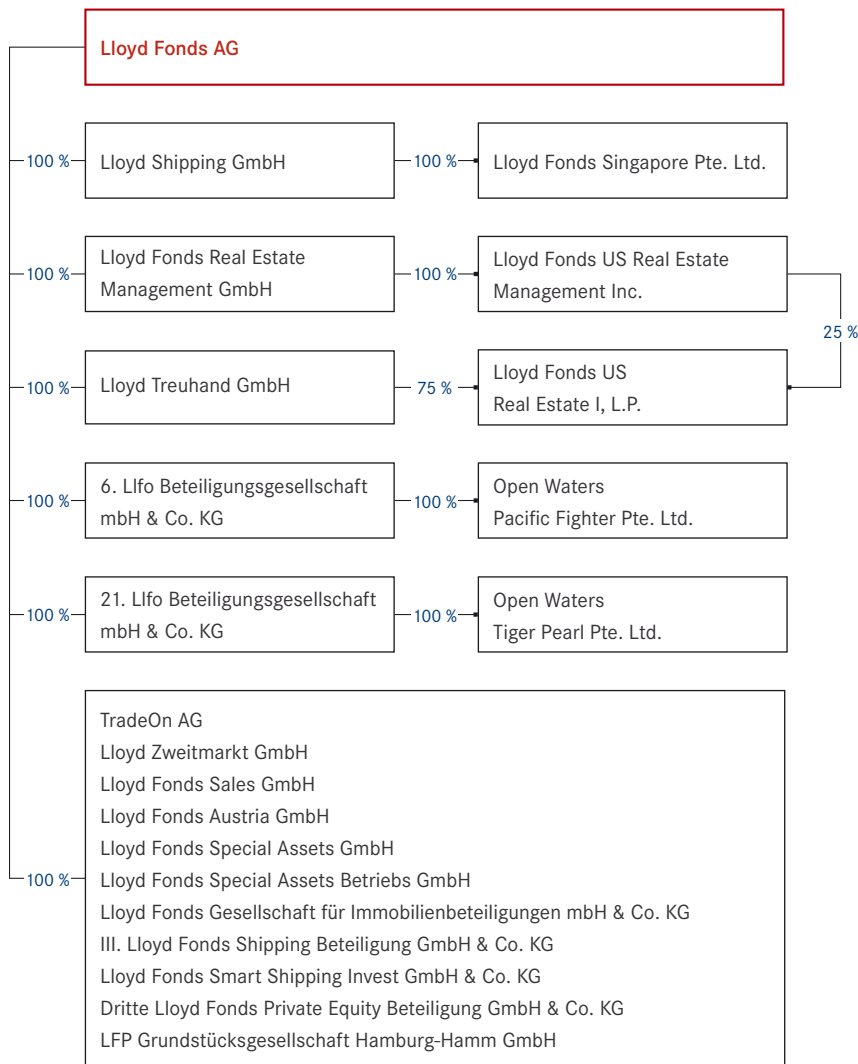 Lloyd Fonds AG
100 %
Lloyd Shipping GmbH
100 %
Lloyd Fonds Singapore Pte. Ltd.
100 %
Lloyd Fonds Real Estate
Management GmbH
100 %
Lloyd Fonds US Real Estate
Management Inc.
25 %
100 %
Lloyd Treuhand GmbH
75 %
Lloyd Fonds US
Real Estate I, L.P.
100 %
6. Llfo Beteiligungsgesellschaft
mbH & Co. KG
100 %
Open Waters
Pacific Fighter Pte. Ltd.
100 %
21. Llfo Beteiligungsgesellschaft
mbH & Co. KG
100 %
Open Waters
Tiger Pearl Pte. Ltd.
100 %
TradeOn AG
Lloyd Zweitmarkt GmbH
Lloyd Fonds Sales GmbH
Lloyd Fonds Austria GmbH
Lloyd Fonds Special Assets GmbH
Lloyd Fonds Special Assets Betriebs GmbH
Lloyd Fonds Gesellschaft für Immobilienbeteiligungen mbH & Co. KG
III. Lloyd Fonds Shipping Beteiligung GmbH & Co. KG
Lloyd Fonds Smart Shipping Invest GmbH & Co. KG
Dritte Lloyd Fonds Private Equity Beteiligung GmbH & Co. KG
LFP Grundstücksgesellschaft Hamburg-Hamm GmbH